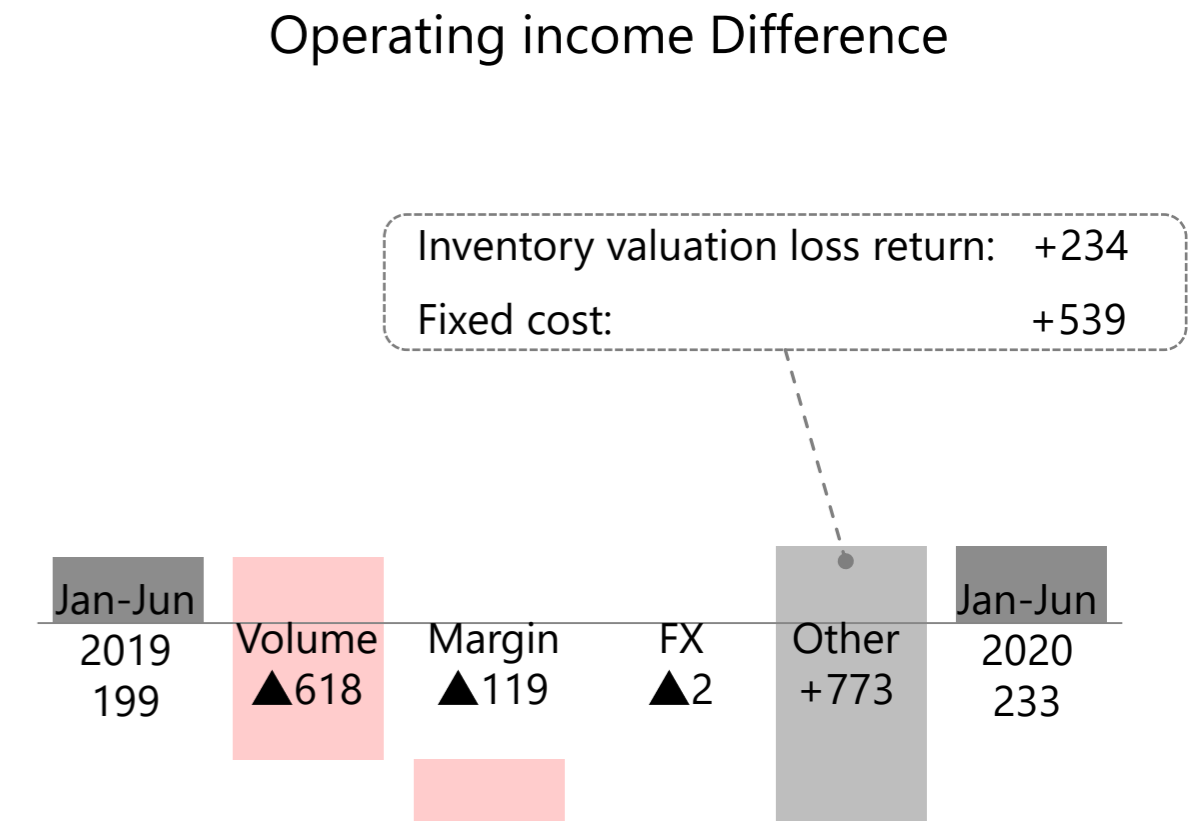 Operating income Difference
Inventory valuation loss return: +234
Fixed cost: +539
Jan-Jun
2019
199
Volume
▲618
Margin
▲119
FX
▲2
Other
+773
Jan-Jun
2020
233